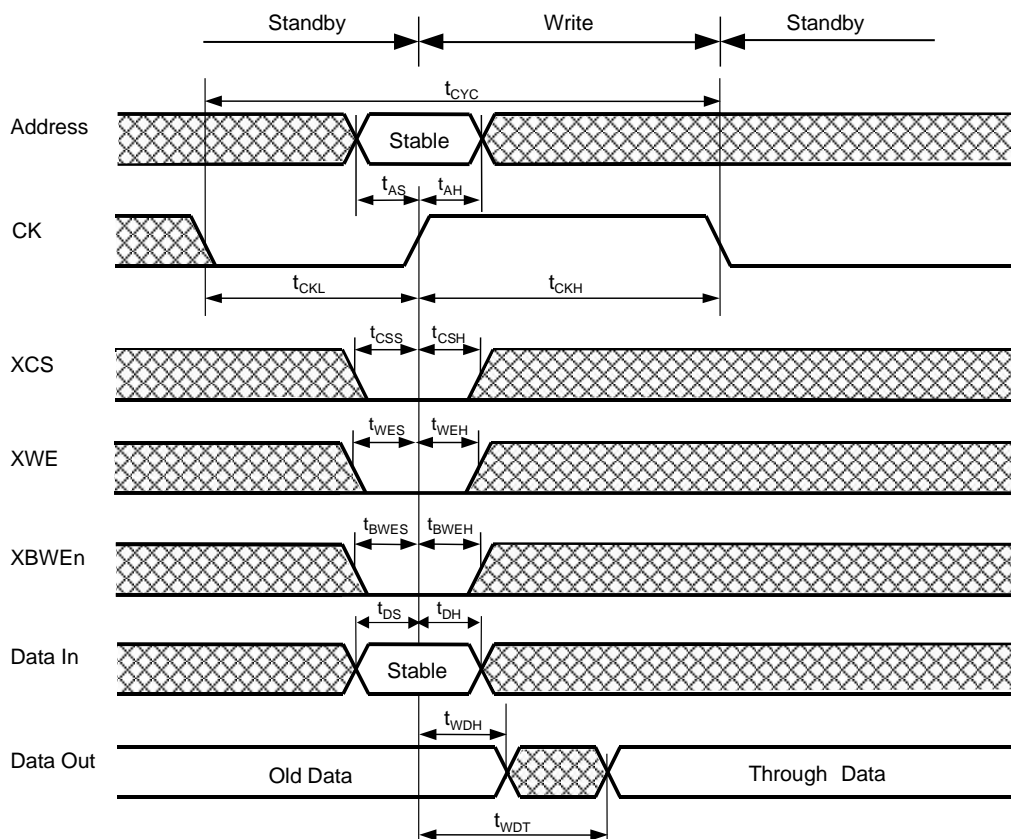 Standby Write Standby
tCYC
Address Stable
tAS tAH
CK
tCKL tCKH
tCSS tCSH
XCS
tWES tWEH
XWE
tBWES tBWEH
XBWEn
tDS tDH
Data In Stable
tWDH
Data Out Old Data Through Data
tWDT